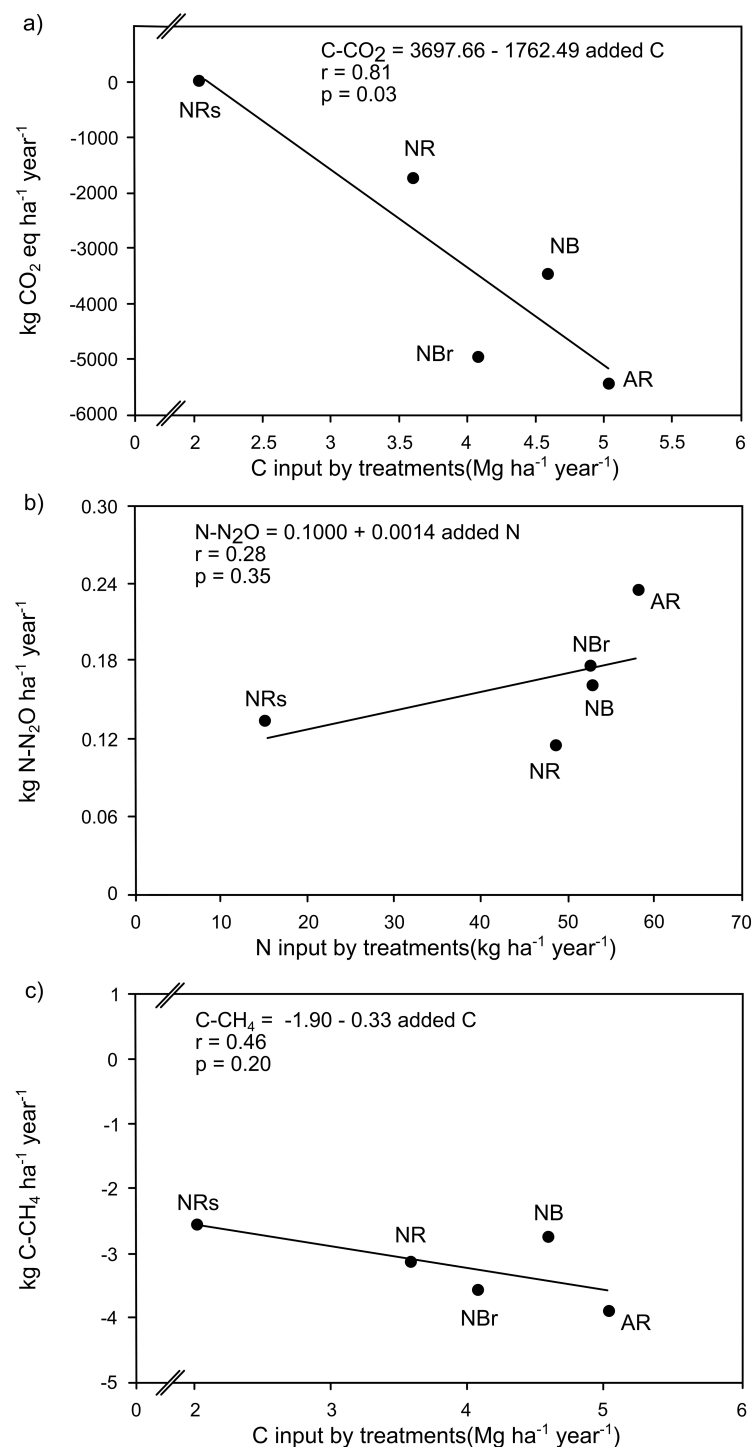 a)
C-CO₂ = 3697.66 - 1762.49 added C
r = 0.81
p = 0.03
kg CO₂ eq ha⁻¹ year⁻¹
0
-1000
-2000
-3000
-4000
-5000
-6000
NRs
NR
NB
NBr
AR
0 2 2.5 3 3.5 4 4.5 5 5.5 6
C input by treatments(Mg ha⁻¹ year⁻¹)
b)
N-N₂O = 0.1000 + 0.0014 added N
r = 0.28
p = 0.35
kg N-N₂O ha⁻¹ year⁻¹
0.30
0.24
0.18
0.12
0.06
0
AR
NBr
NRs
NB
NR
0 10 20 30 40 50 60 70
N input by treatments(kg ha⁻¹ year⁻¹)
c)
C-CH₄ = -1.90 - 0.33 added C
r = 0.46
p = 0.20
kg C-CH₄ ha⁻¹ year⁻¹
1
0
-1
-2
-3
-4
-5
NRs
NR
NB
NBr
AR
0 2 3 4 5 6
C input by treatments(Mg ha⁻¹ year⁻¹)